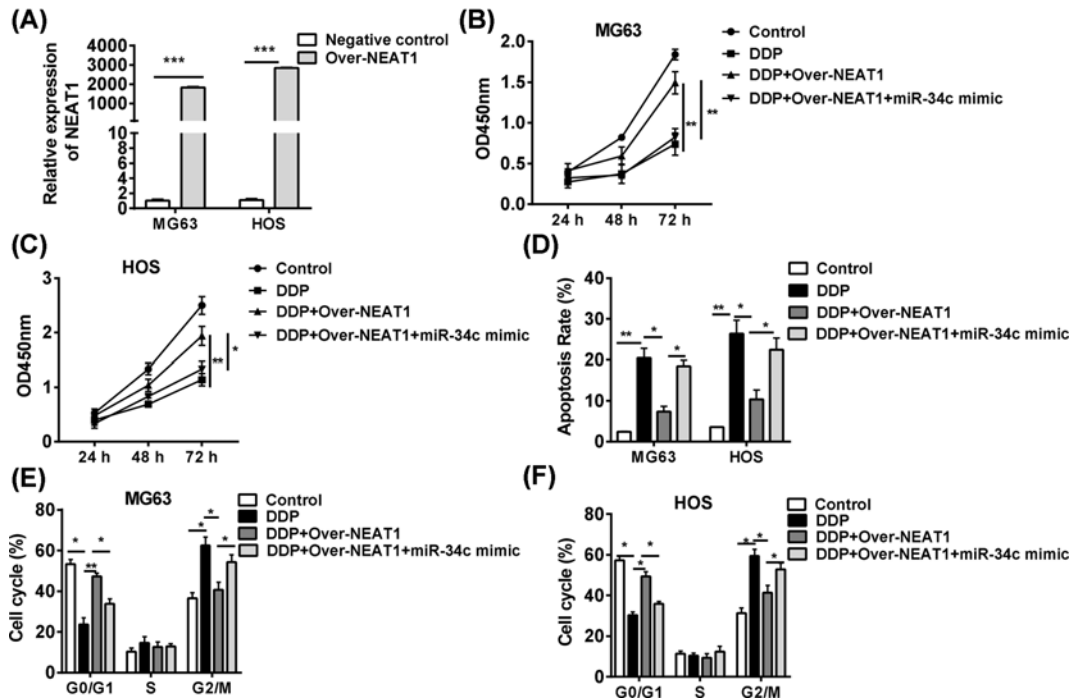 (A)
Relative expression
of NEAT1
4000
3000
2000
1000
10
8
6
4
2
0
***
***
Negative control
Over-NEAT1
MG63
HOS
(B)
MG63
OD450nm
2.0
1.5
1.0
0.5
0.0
24 h
48 h
72 h
**
**
Control
DDP
DDP+Over-NEAT1
DDP+Over-NEAT1+miR-34c mimic
(C)
HOS
OD450nm
3
2
1
0
24 h
48 h
72 h
**
*
Control
DDP
DDP+Over-NEAT1
DDP+Over-NEAT1+miR-34c mimic
(D)
Apoptosis Rate (%)
40
30
20
10
0
**
*
*
**
*
*
MG63
HOS
Control
DDP
DDP+Over-NEAT1
DDP+Over-NEAT1+miR-34c mimic
(E)
MG63
Cell cycle (%)
80
60
40
20
0
*
**
*
*
*
*
G0/G1
S
G2/M
Control
DDP
DDP+Over-NEAT1
DDP+Over-NEAT1+miR-34c mimic
(F)
HOS
Cell cycle (%)
80
60
40
20
0
*
*
*
*
*
*
G0/G1
S
G2/M
Control
DDP
DDP+Over-NEAT1
DDP+Over-NEAT1+miR-34c mimic